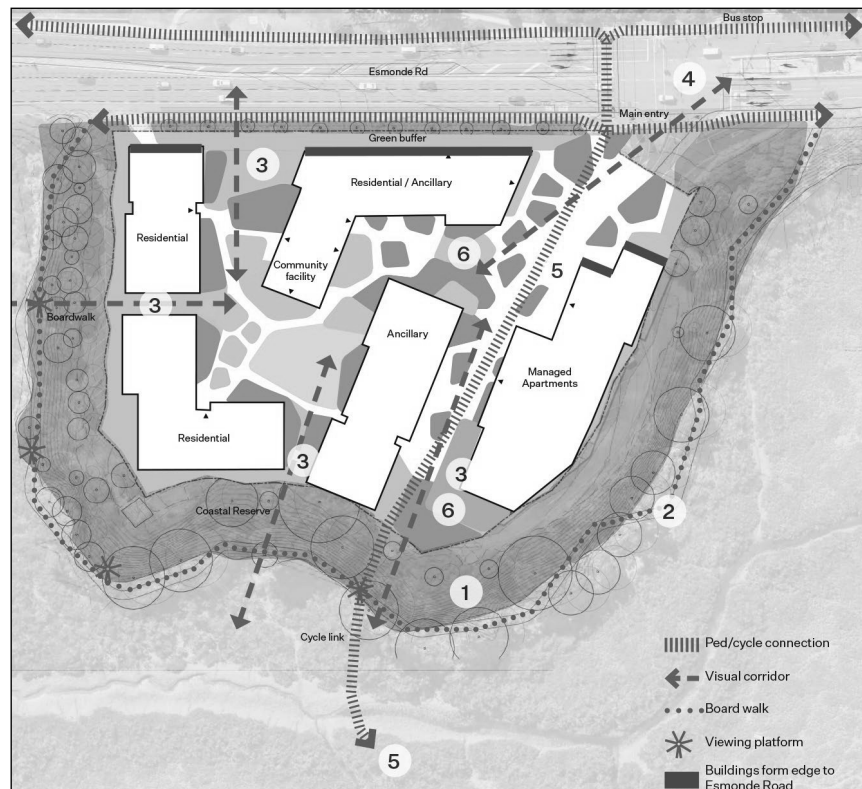 Bus stop
Esmonde Rd
4
Main entry
Green buffer
3
Residential / Ancillary
Residential
6
Community
facility
5
3
Boardwalk
Ancillary
Managed
Apartments
Residential
3
3
6
Coastal Reserve
2
1
Cycle link
5
Ped/cycle connection
Visual corridor
Board walk
Viewing platform
Buildings form edge to
Esmonde Road